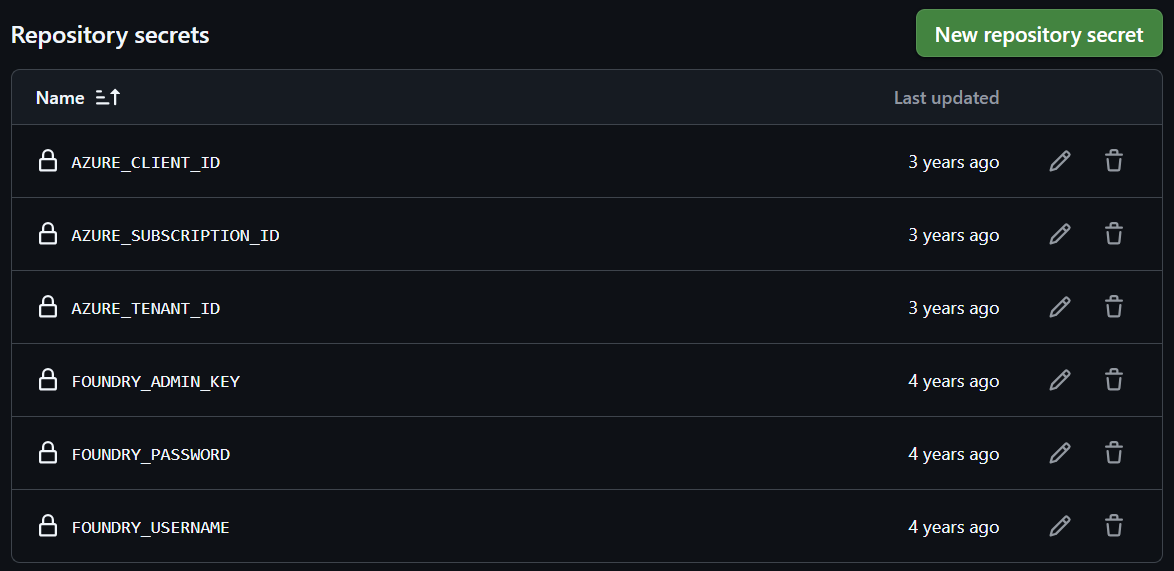 Repository secrets
New repository secret
Name
Last updated
AZURE_CLIENT_ID
3 years ago
AZURE_SUBSCRIPTION_ID
3 years ago
AZURE_TENANT_ID
3 years ago
FOUNDRY_ADMIN_KEY
4 years ago
FOUNDRY_PASSWORD
4 years ago
FOUNDRY_USERNAME
4 years ago